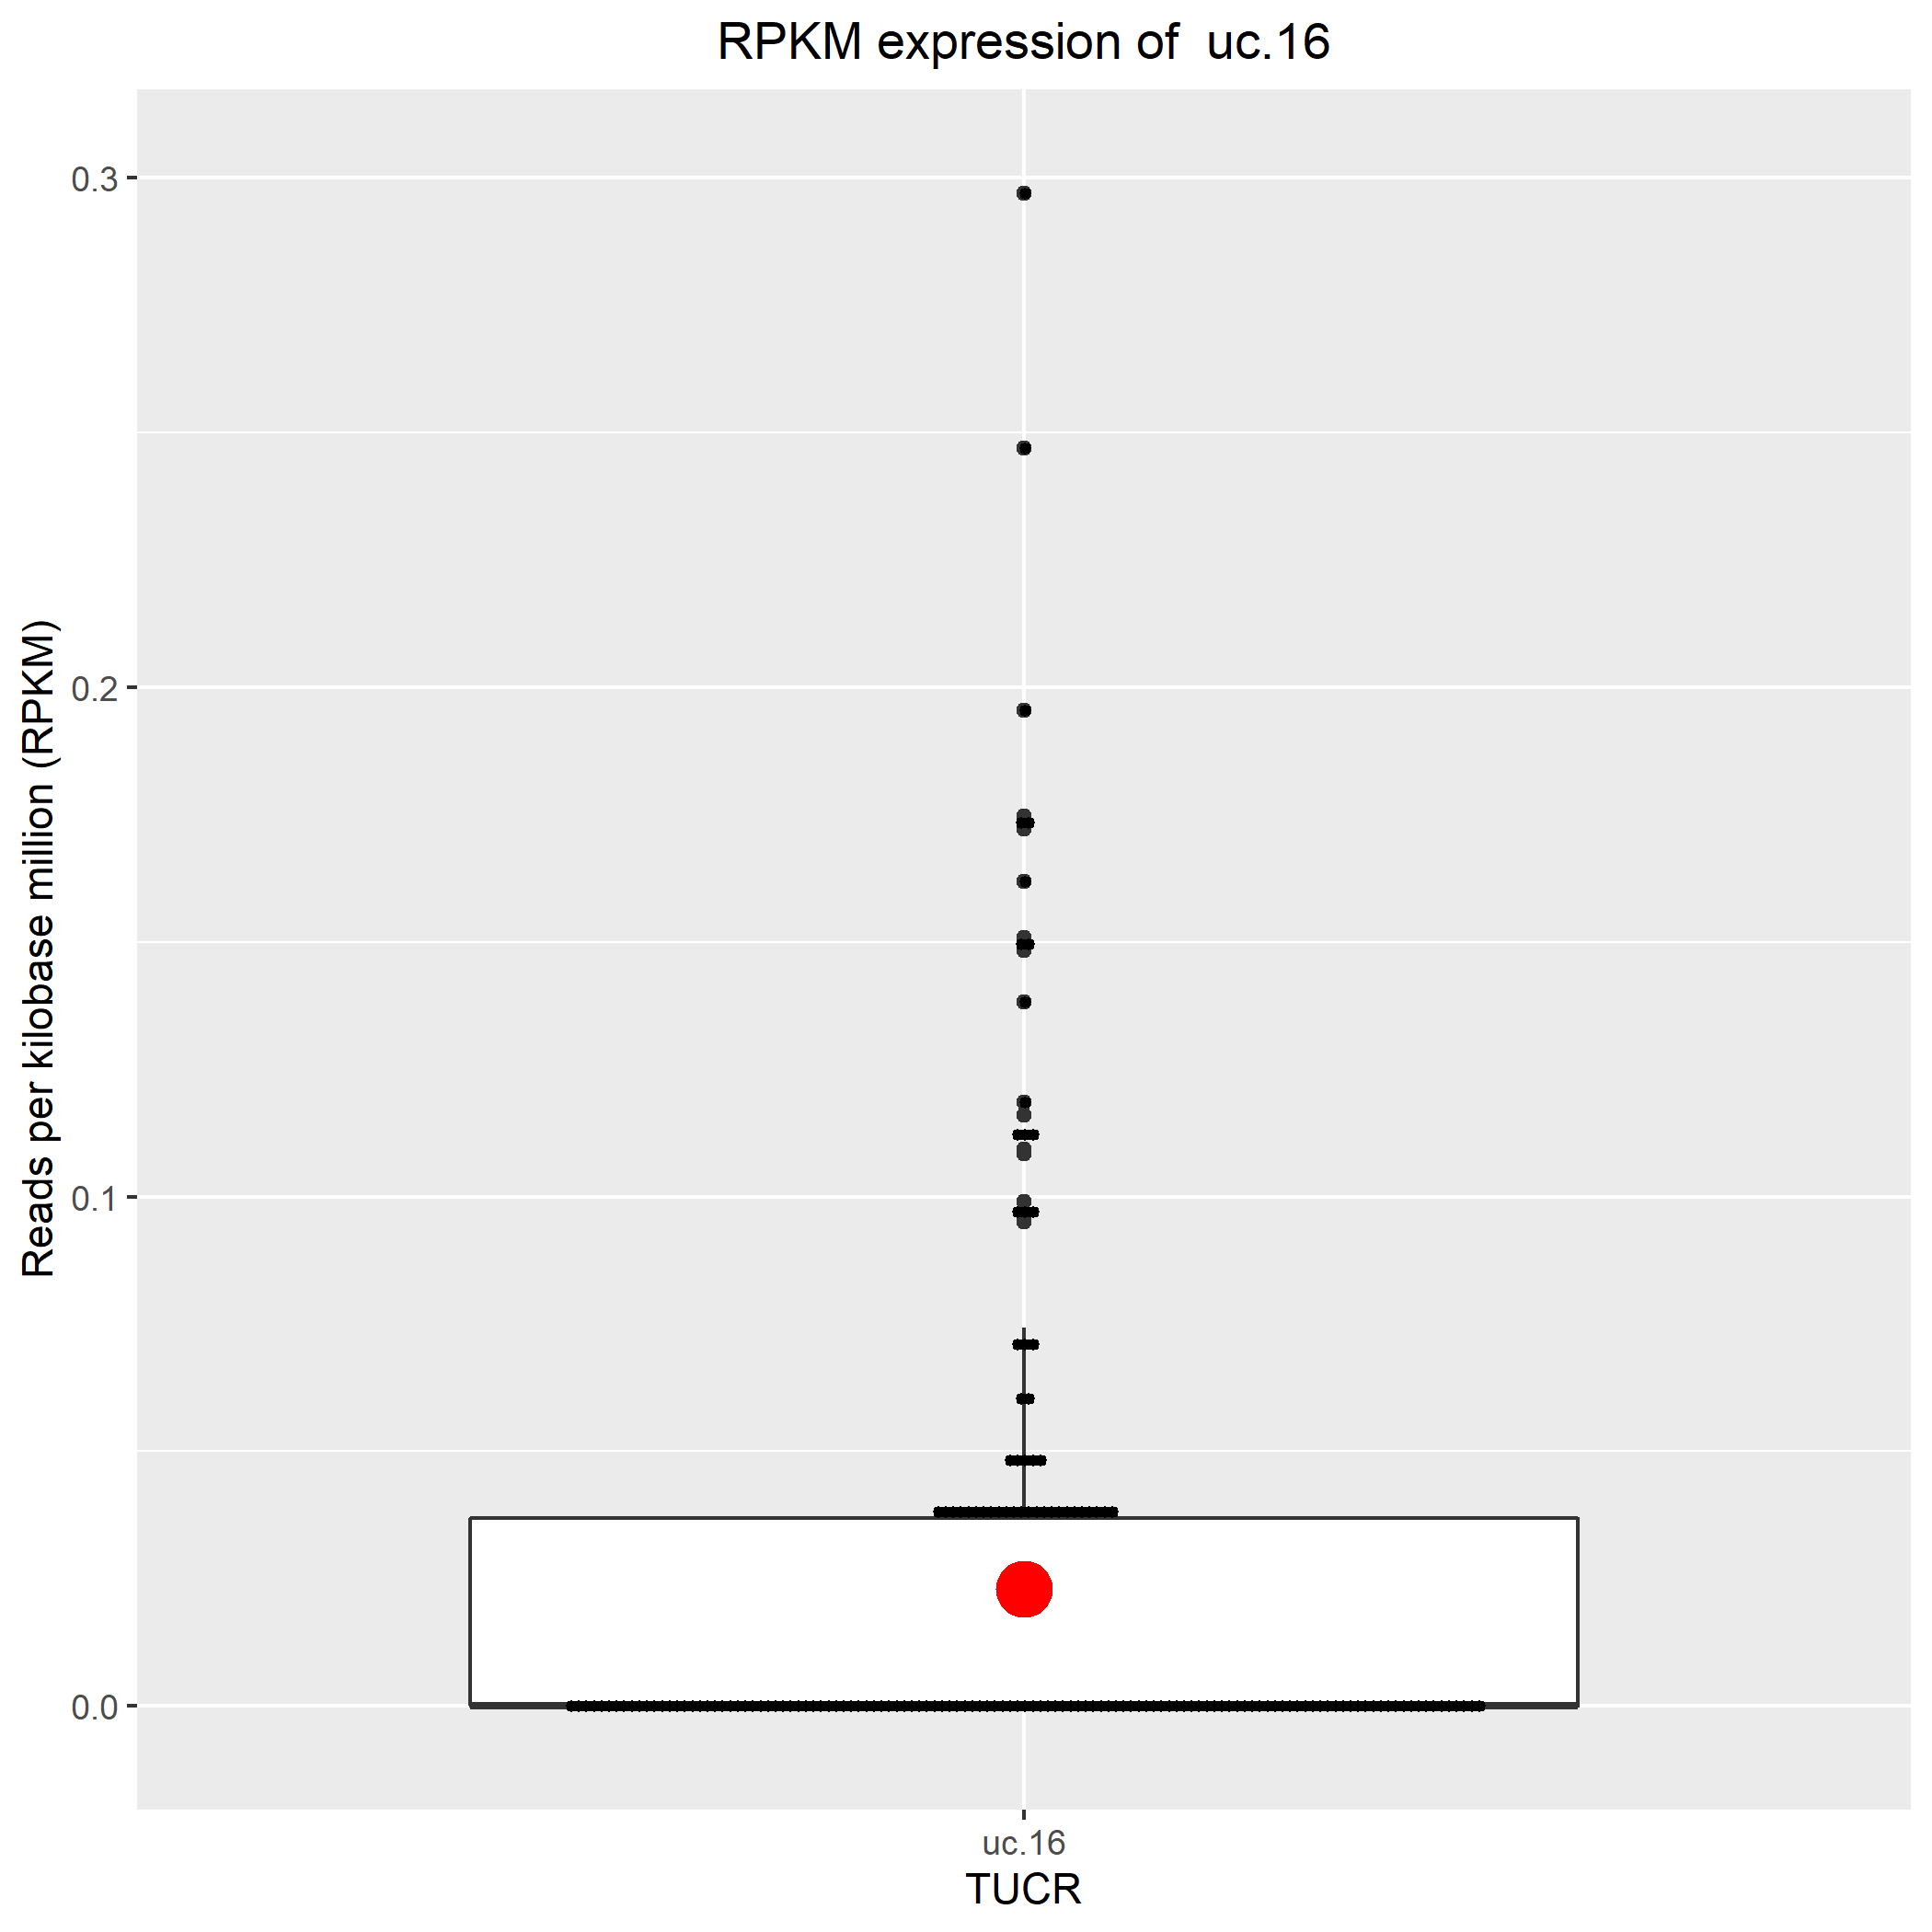 RPKM expression of  uc.16
Reads per kilobase million (RPKM)
0.3
0.2
0.1
0.0
uc.16
TUCR